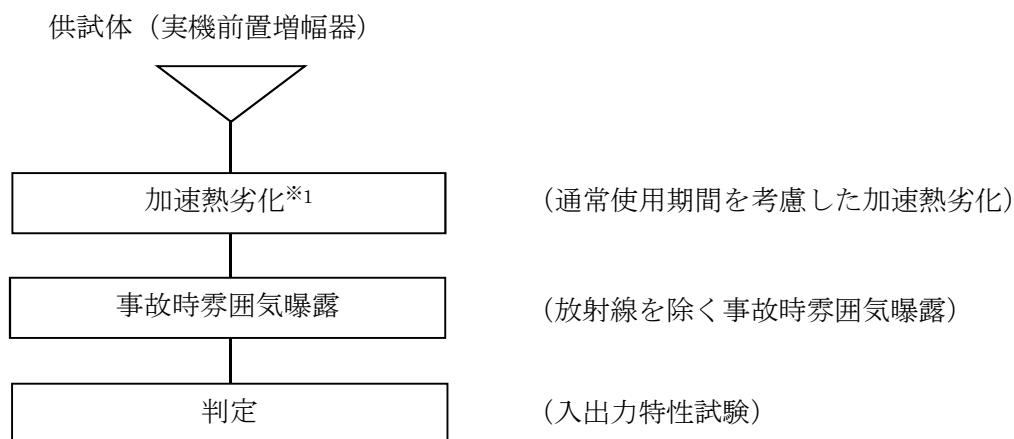 供試体（実機前置増幅器）
加速熱劣化※1　（通常使用期間を考慮した加速熱劣化）
事故時雰囲気曝露　（放射線を除く事故時雰囲気曝露）
判定　（入出力特性試験）